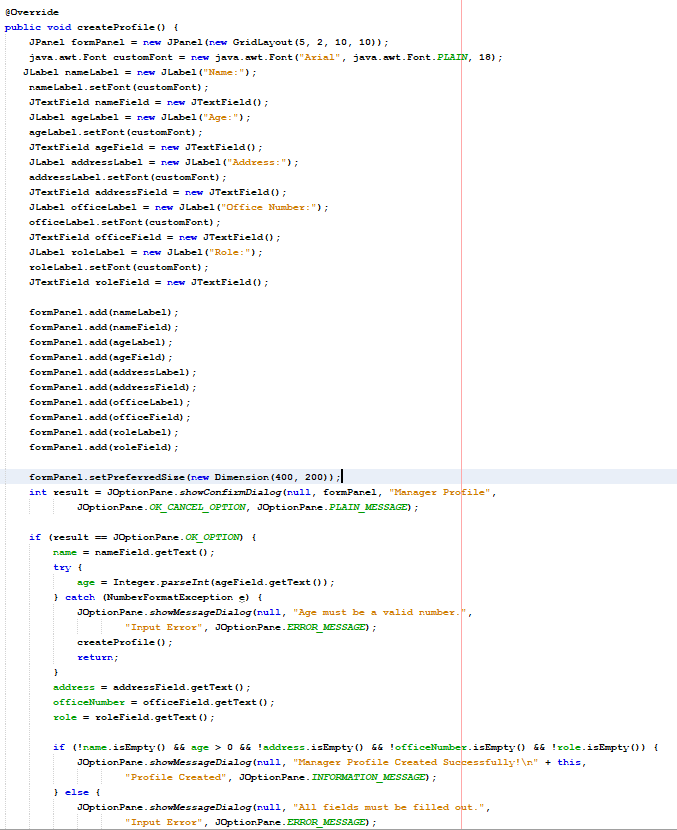 @Override
public void createProfile() {
    JPanel formPanel = new JPanel(new GridLayout(5, 2, 10, 10));
    java.awt.Font customFont = new java.awt.Font("Arial", java.awt.Font.PLAIN, 18);
   JLabel nameLabel = new JLabel("Name:");
    nameLabel.setFont(customFont);
    JTextField nameField = new JTextField();
    JLabel ageLabel = new JLabel("Age:");
    ageLabel.setFont(customFont);
    JTextField ageField = new JTextField();
    JLabel addressLabel = new JLabel("Address:");
    addressLabel.setFont(customFont);
    JTextField addressField = new JTextField();
    JLabel officeLabel = new JLabel("Office Number:");
    officeLabel.setFont(customFont);
    JTextField officeField = new JTextField();
    JLabel roleLabel = new JLabel("Role:");
    roleLabel.setFont(customFont);
    JTextField roleField = new JTextField();

    formPanel.add(nameLabel);
    formPanel.add(nameField);
    formPanel.add(ageLabel);
    formPanel.add(ageField);
    formPanel.add(addressLabel);
    formPanel.add(addressField);
    formPanel.add(officeLabel);
    formPanel.add(officeField);
    formPanel.add(roleLabel);
    formPanel.add(roleField);

    formPanel.setPreferredSize(new Dimension(400, 200));
    int result = JOptionPane.showConfirmDialog(null, formPanel, "Manager Profile",
            JOptionPane.OK_CANCEL_OPTION, JOptionPane.PLAIN_MESSAGE);

    if (result == JOptionPane.OK_OPTION) {
        name = nameField.getText();
        try {
            age = Integer.parseInt(ageField.getText());
        } catch (NumberFormatException e) {
            JOptionPane.showMessageDialog(null, "Age must be a valid number.",
                    "Input Error", JOptionPane.ERROR_MESSAGE);
            createProfile();
            return;
        }
        address = addressField.getText();
        officeNumber = officeField.getText();
        role = roleField.getText();

        if (!name.isEmpty() && age > 0 && !address.isEmpty() && !officeNumber.isEmpty() && !role.isEmpty()) {
            JOptionPane.showMessageDialog(null, "Manager Profile Created Successfully!\n" + this,
                    "Profile Created", JOptionPane.INFORMATION_MESSAGE);
        } else {
            JOptionPane.showMessageDialog(null, "All fields must be filled out.",
                    "Input Error", JOptionPane.ERROR_MESSAGE);